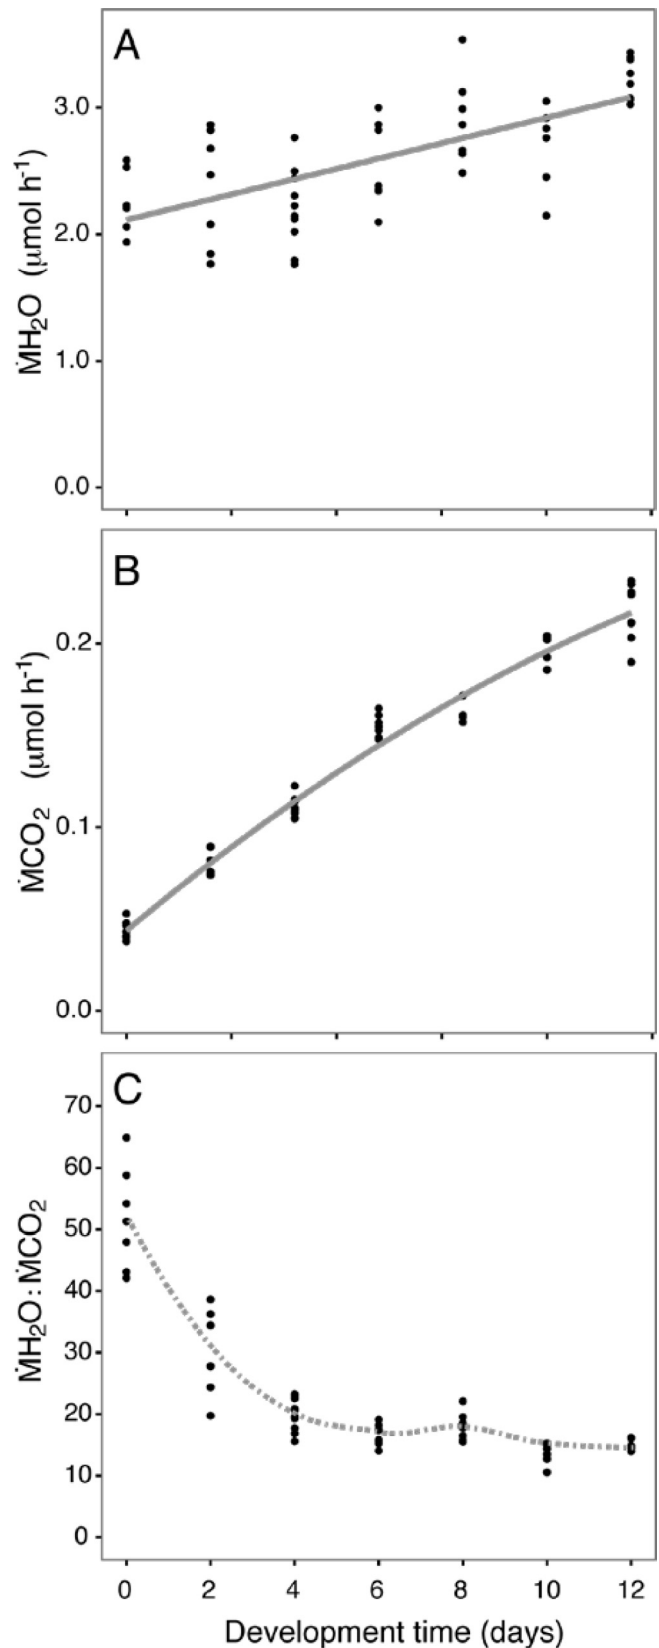 A
3.0
2.0
1.0
0.0
ṀH₂O (μmol h⁻¹)
B
0.2
0.1
0.0
ṀCO₂ (μmol h⁻¹)
C
70
60
50
40
30
20
10
0
ṀH₂O:ṀCO₂
0 2 4 6 8 10 12
Development time (days)